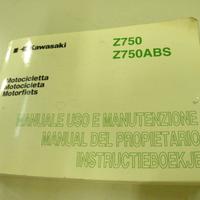 Kawasaki
Z750
Z750ABS
Motocicletta
Motocicleta
Motorfiets
MANUALE USO E MANUTENZIONE
MANUAL DEL PROPIETARIO
INSTRUCTIEBOEKJE